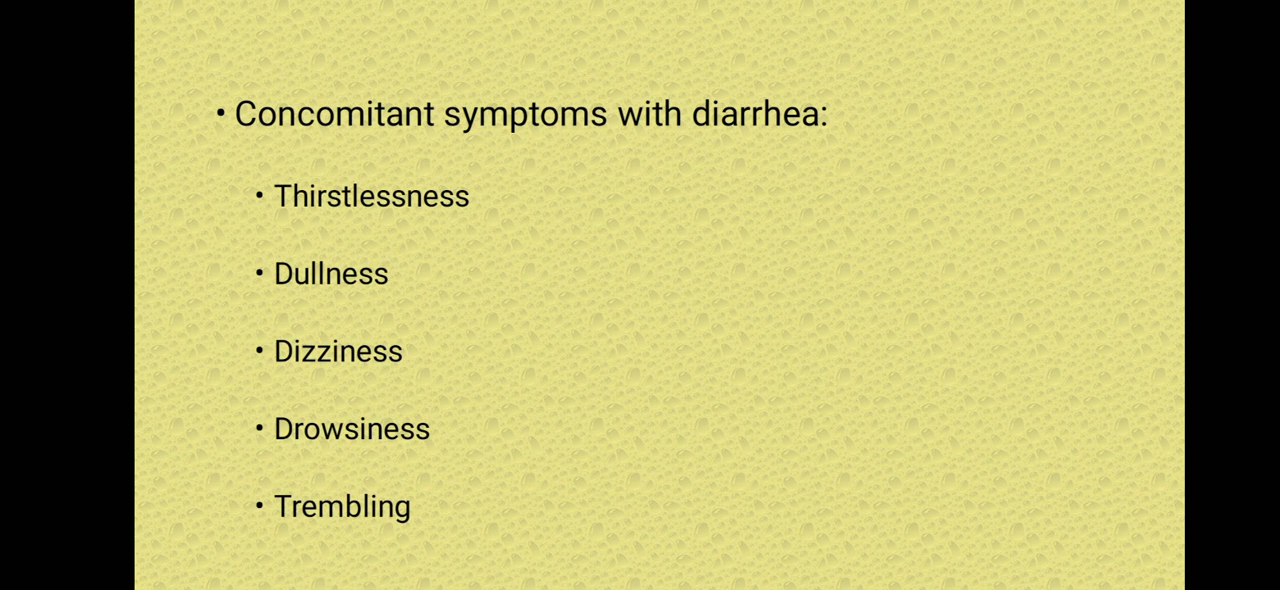 • Concomitant symptoms with diarrhea:
• Thirstlessness
• Dullness
• Dizziness
• Drowsiness
• Trembling